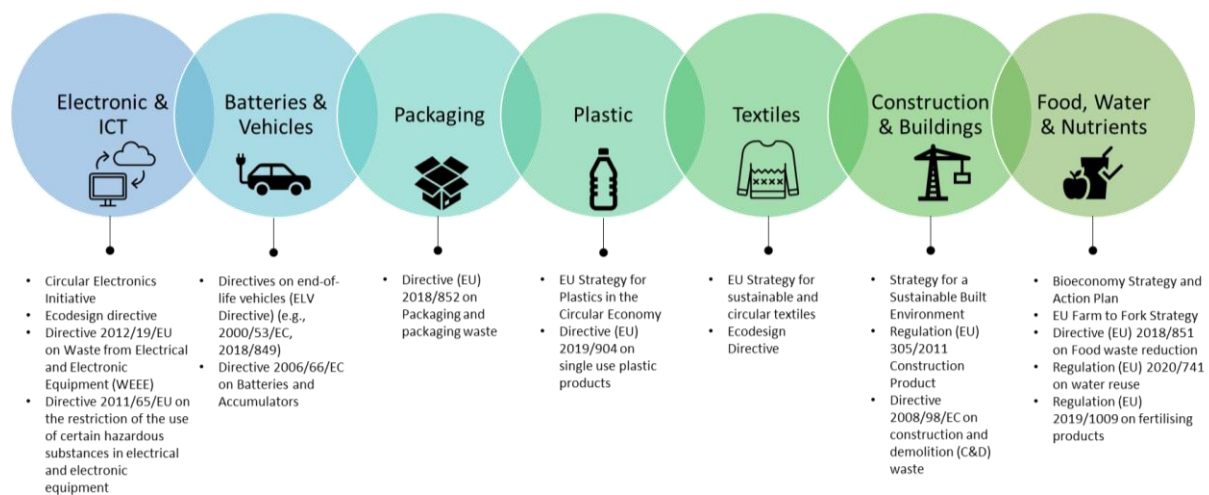 Electronic &
ICT
Batteries &
Vehicles
Packaging
Plastic
Textiles
Construction
& Buildings
Food, Water
& Nutrients
• Circular Electronics
Initiative
• Ecodesign directive
• Directive 2012/19/EU
on Waste from Electrical
and Electronic
Equipment (WEEE)
• Directive 2011/65/EU on
the restriction of the use
of certain hazardous
substances in electrical
and electronic
equipment
• Directives on end-of-
life vehicles (ELV
Directive) (e.g.,
2000/53/EC,
2018/849)
• Directive 2006/66/EC
on Batteries and
Accumulators
• Directive (EU)
2018/852 on
Packaging and
packaging waste
• EU Strategy for
Plastics in the
Circular Economy
• Directive (EU)
2019/904 on
single use plastic
products
• EU Strategy for
sustainable and
circular textiles
• Ecodesign
Directive
• Strategy for a
Sustainable Built
Environment
• Regulation (EU)
305/2011
Construction
Product
• Directive
2008/98/EC on
construction and
demolition (C&D)
waste
• Bioeconomy Strategy and
Action Plan
• EU Farm to Fork Strategy
• Directive (EU) 2018/851
on Food waste reduction
• Regulation (EU) 2020/741
on water reuse
• Regulation (EU)
2019/1009 on fertilising
products